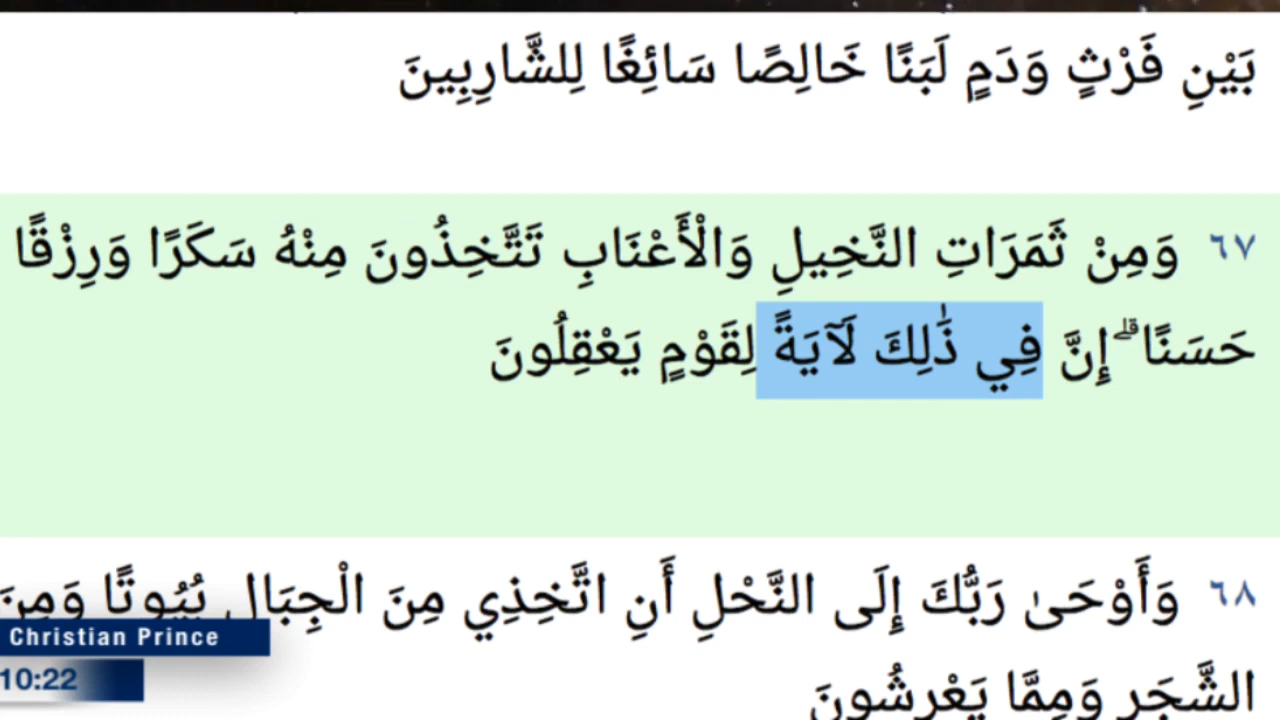 بَيْنِ فَرْثٍ وَدَمٍ لَبَنًا خَالِصًا سَائِغًا لِلشَّارِبِينَ
٦٧ وَمِنْ ثَمَرَاتِ النَّخِيلِ وَالْأَعْنَابِ تَتَّخِذُونَ مِنْهُ سَكَرًا وَرِزْقًا
حَسَنًا ۗ إِنَّ فِي ذَٰلِكَ لَآيَةً لِقَوْمٍ يَعْقِلُونَ
٦٨ وَأَوْحَىٰ رَبُّكَ إِلَى النَّحْلِ أَنِ اتَّخِذِي مِنَ الْجِبَالِ بُيُوتًا وَمِنَ
الشَّجَرِ وَمِمَّا يَعْرِشُونَ
Christian Prince
10:22